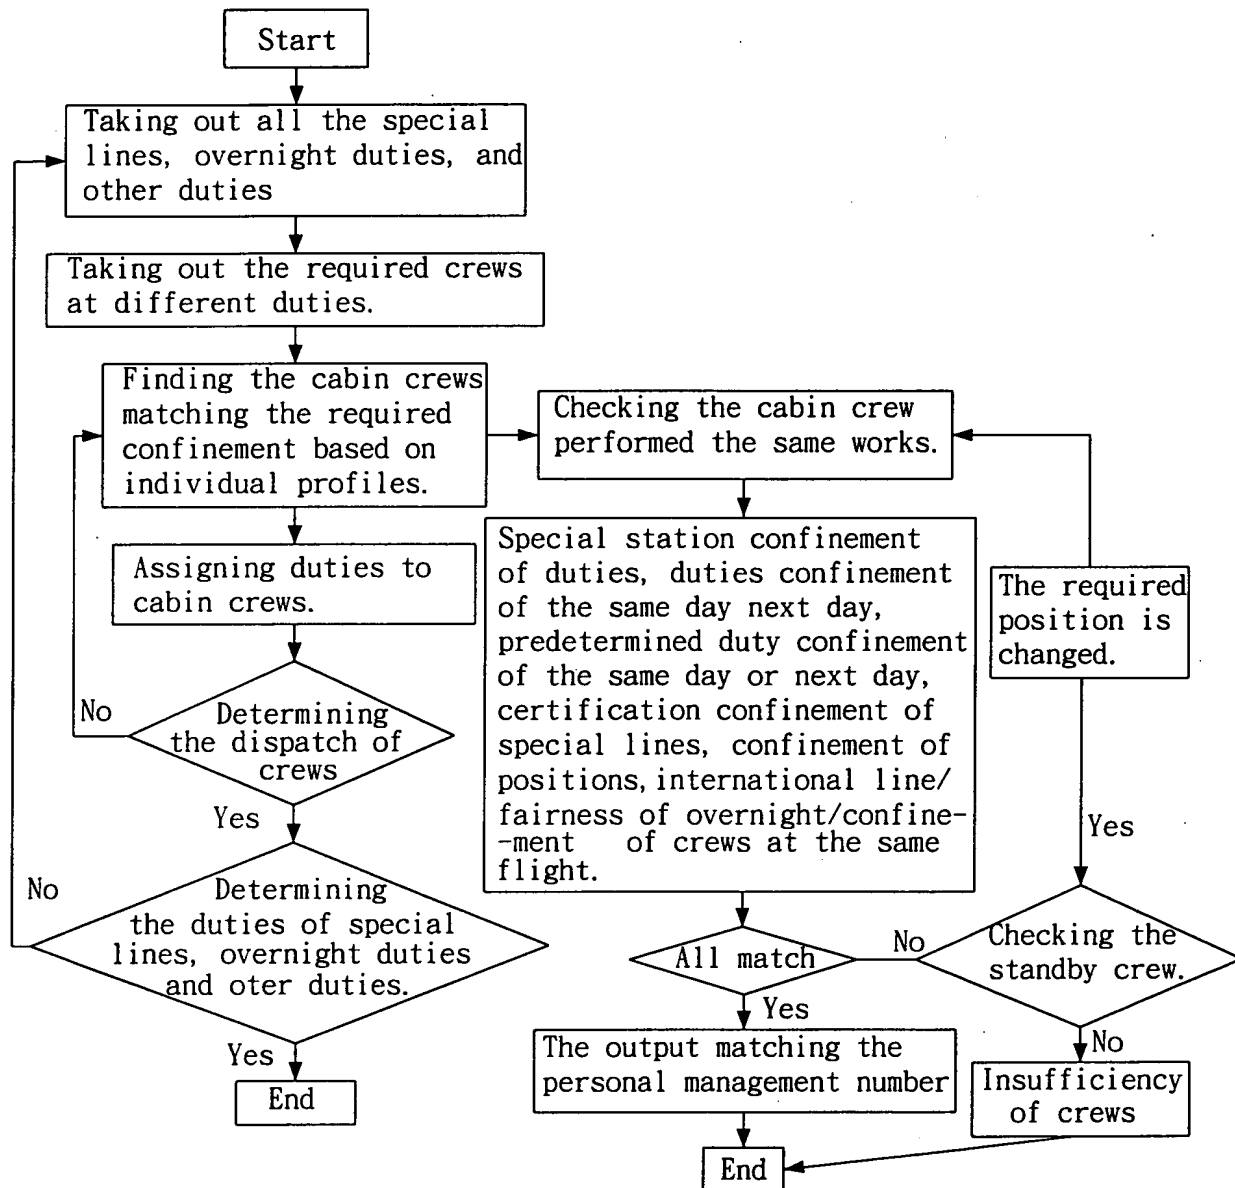 Start
Taking out all the special
lines, overnight duties, and
other duties
Taking out the required crews
at different duties.
Finding the cabin crews
matching the required
confinement based on
individual profiles.
Assigning duties to
cabin crews.
No
Determining
the dispatch of
crews
Yes
No
Determining
the duties of special
lines, overnight duties
and oter duties.
Yes
End
Checking the cabin crew
performed the same works.
Special station confinement
of duties, duties confinement
of the same day next day,
predetermined duty confinement
of the same day or next day,
certification confinement of
special lines, confinement of
positions, international line/
fairness of overnight/confine-
-ment of crews at the same
flight.
All match
No
Yes
The output matching the
personal management number
End
The required
position is
changed.
Yes
Checking the
standby crew.
No
Insufficiency
of crews